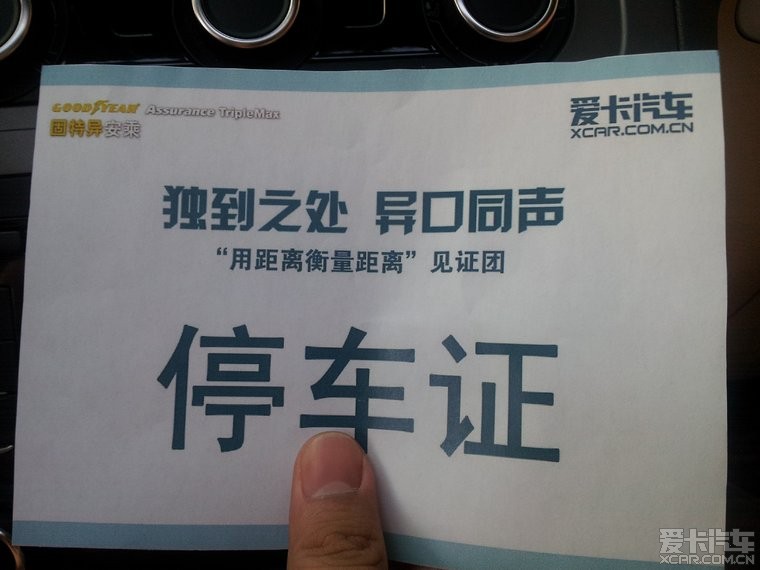 GOODYEAR Assurance TripleMax
固特异安乘
爱卡汽车
XCAR.COM.CN
独到之处 异口同声
“用距离衡量距离”见证团
停车证
爱卡汽车
XCAR.COM.CN